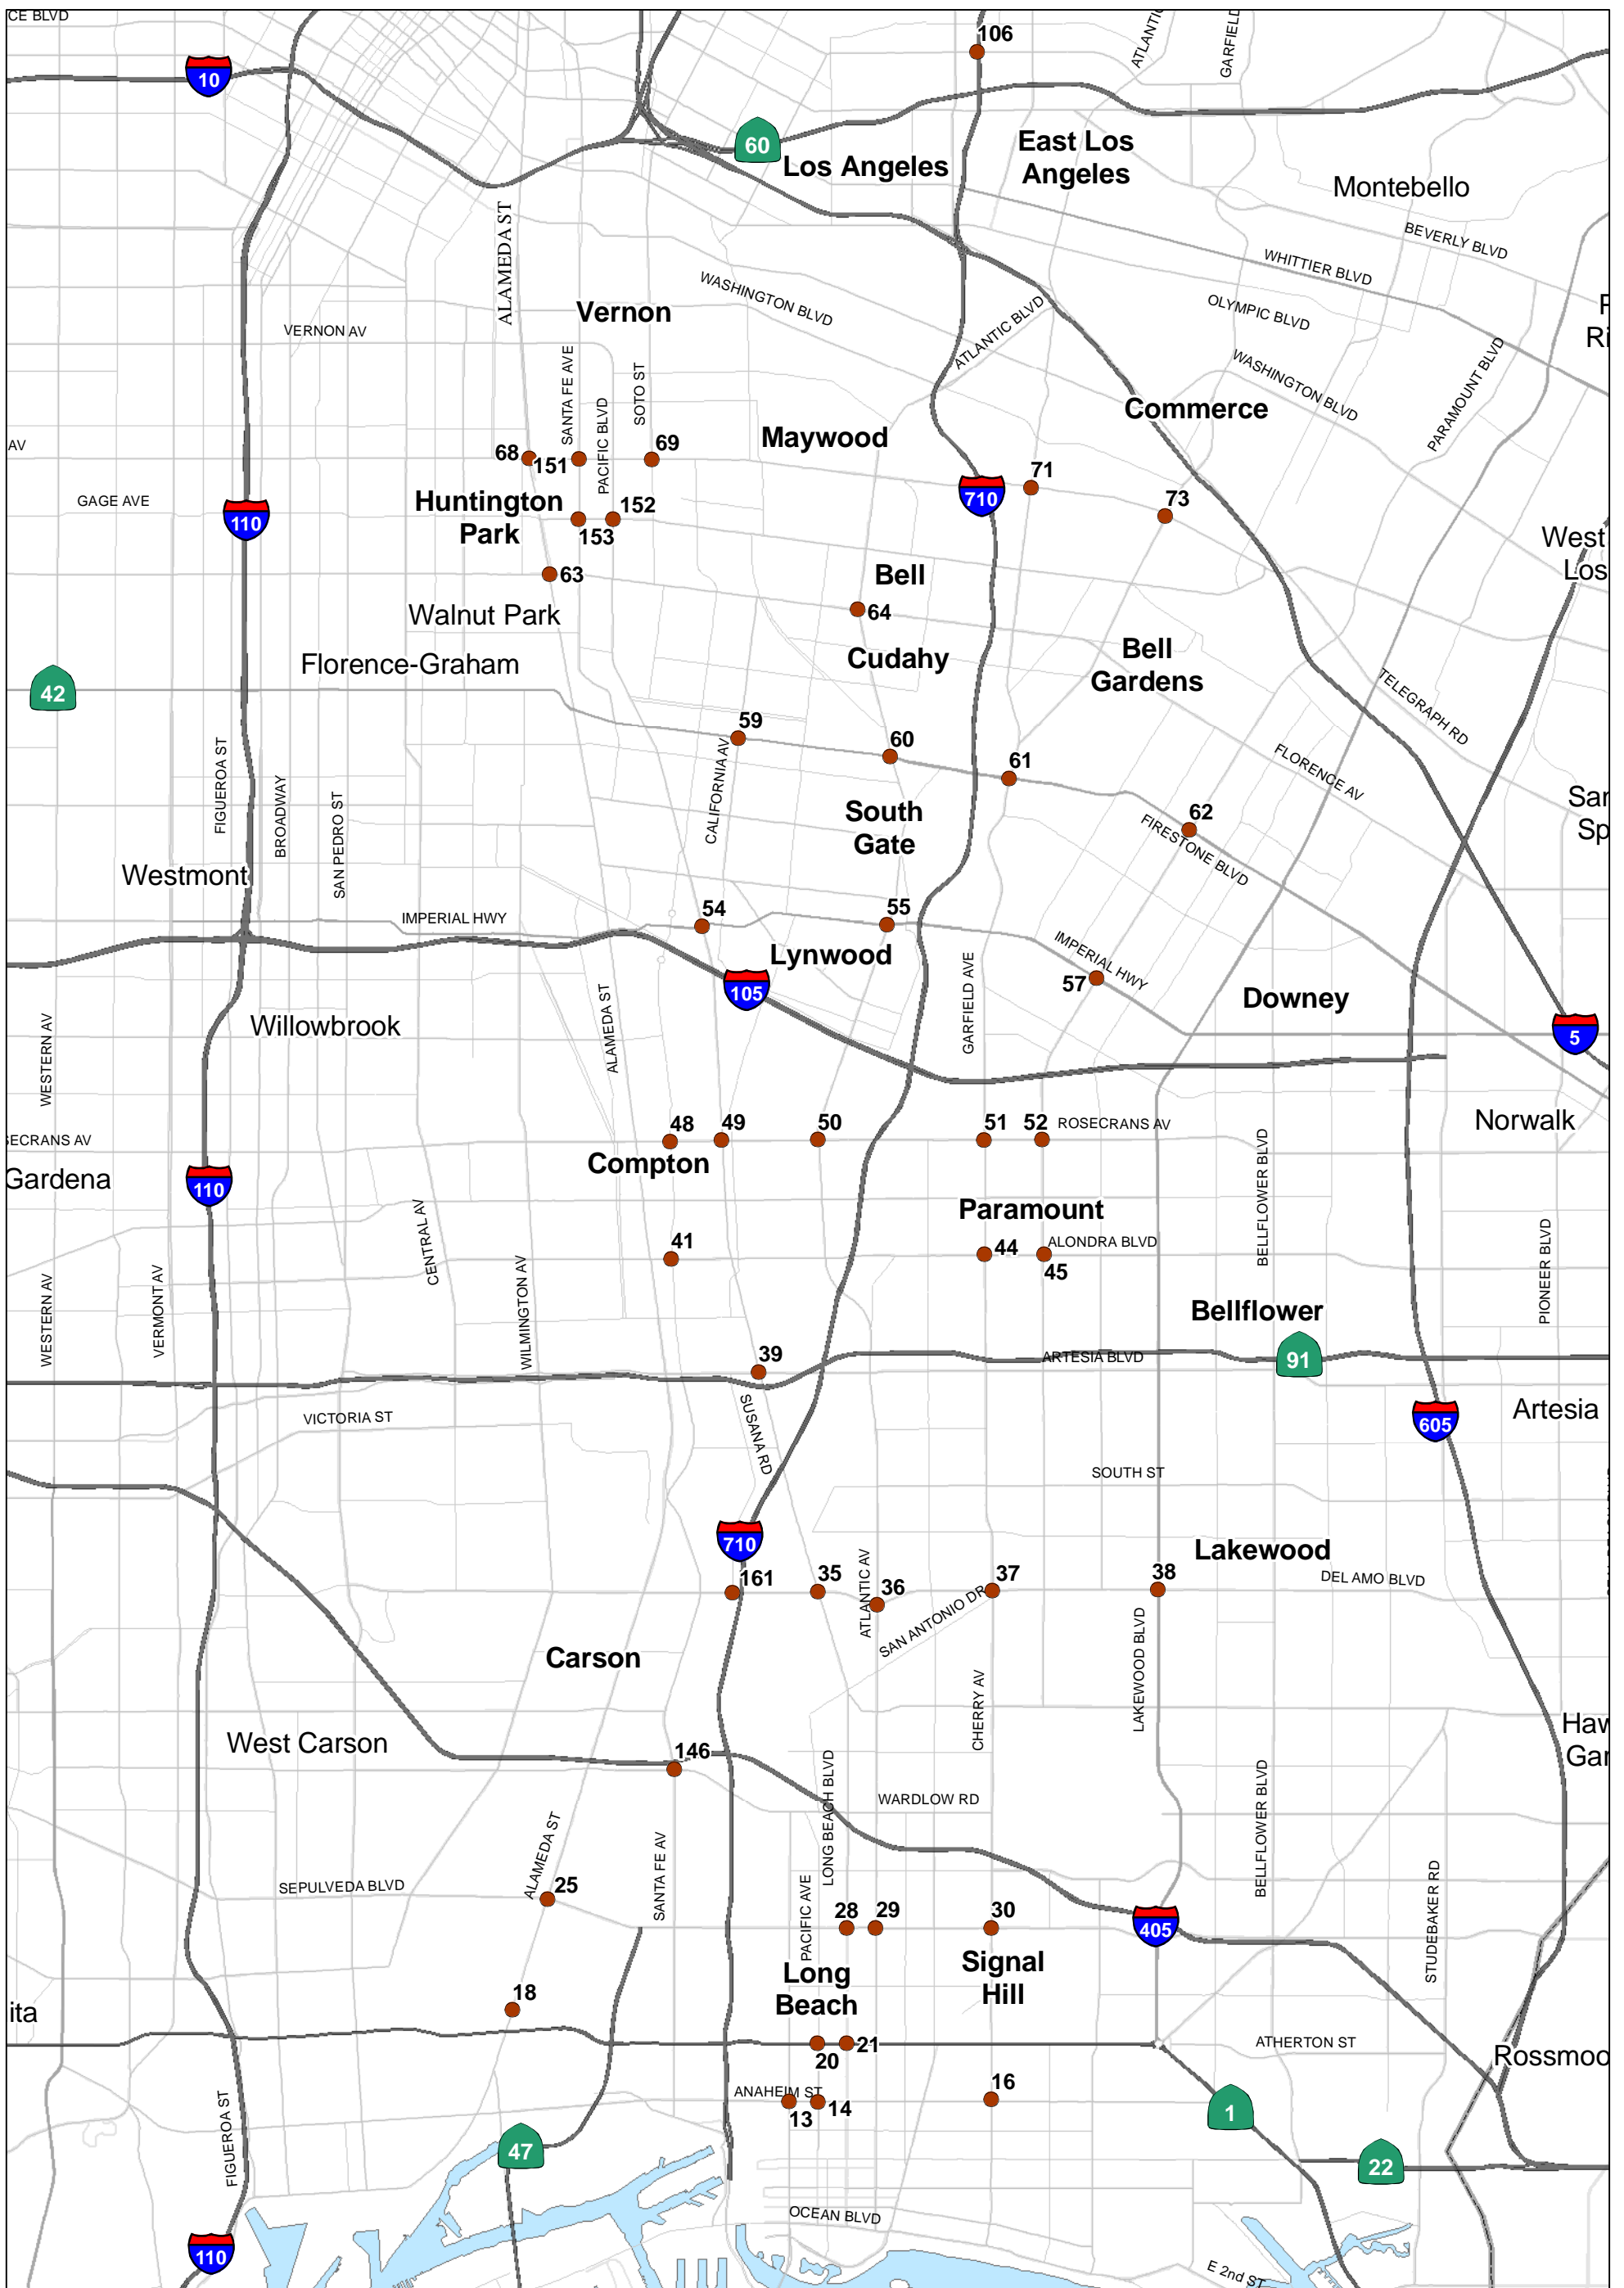 CE BLVD
106
ATLANTIC
GARFIELD
10
60
Los Angeles
East Los
Angeles
Montebello
BEVERLY BLVD
WHITTIER BLVD
ALAMEDA ST
WASHINGTON BLVD
OLYMPIC BLVD
Vernon
VERNON AV
ATLANTIC BLVD
Ri
SANTA FE AVE
SOTO ST
PACIFIC BLVD
WASHINGTON BLVD
PARAMOUNT BLVD
Commerce
Maywood
AV
68
151
69
71
710
73
GAGE AVE
Huntington
Park
152
153
110
West
Los
63
Bell
64
Walnut Park
Cudahy
Bell
Gardens
Florence-Graham
42
TELEGRAPH RD
59
60
61
FIGUEROA ST
BROADWAY
SAN PEDRO ST
CALIFORNIA AV
FLORENCE AV
South
Gate
62
FIRESTONE BLVD
Sp
Westmont
IMPERIAL HWY
54
55
Lynwood
IMPERIAL HWY
57
105
GARFIELD AVE
Downey
5
WESTERN AV
Willowbrook
ALAMEDA ST
48
49
50
51
52
ROSECRANS AV
Norwalk
SECRANS AV
Compton
BELLFLOWER BLVD
Gardena
110
Paramount
CENTRAL AV
41
44
ALONDRA BLVD
45
PIONEER BLVD
WESTERN AV
VERMONT AV
WILMINGTON AV
Bellflower
39
ARTESIA BLVD
91
VICTORIA ST
SUSANA RD
605
Artesia
SOUTH ST
710
Lakewood
161
35
ATLANTIC AV
36
SAN ANTONIO DR
37
38
DEL AMO BLVD
Carson
CHERRY AV
LAKEWOOD BLVD
West Carson
146
LONG BEACH BLVD
WARDLOW RD
BELLFLOWER BLVD
Haw
Gar
ALAMEDA ST
SANTA FE AV
SEPULVEDA BLVD
25
PACIFIC AVE
28
29
30
405
STUDEBAKER RD
Long
Beach
Signal
Hill
18
ita
20
21
ATHERTON ST
Rossmoo
ANAHEIM ST
13
14
16
1
FIGUEROA ST
47
22
OCEAN BLVD
110
E 2nd ST